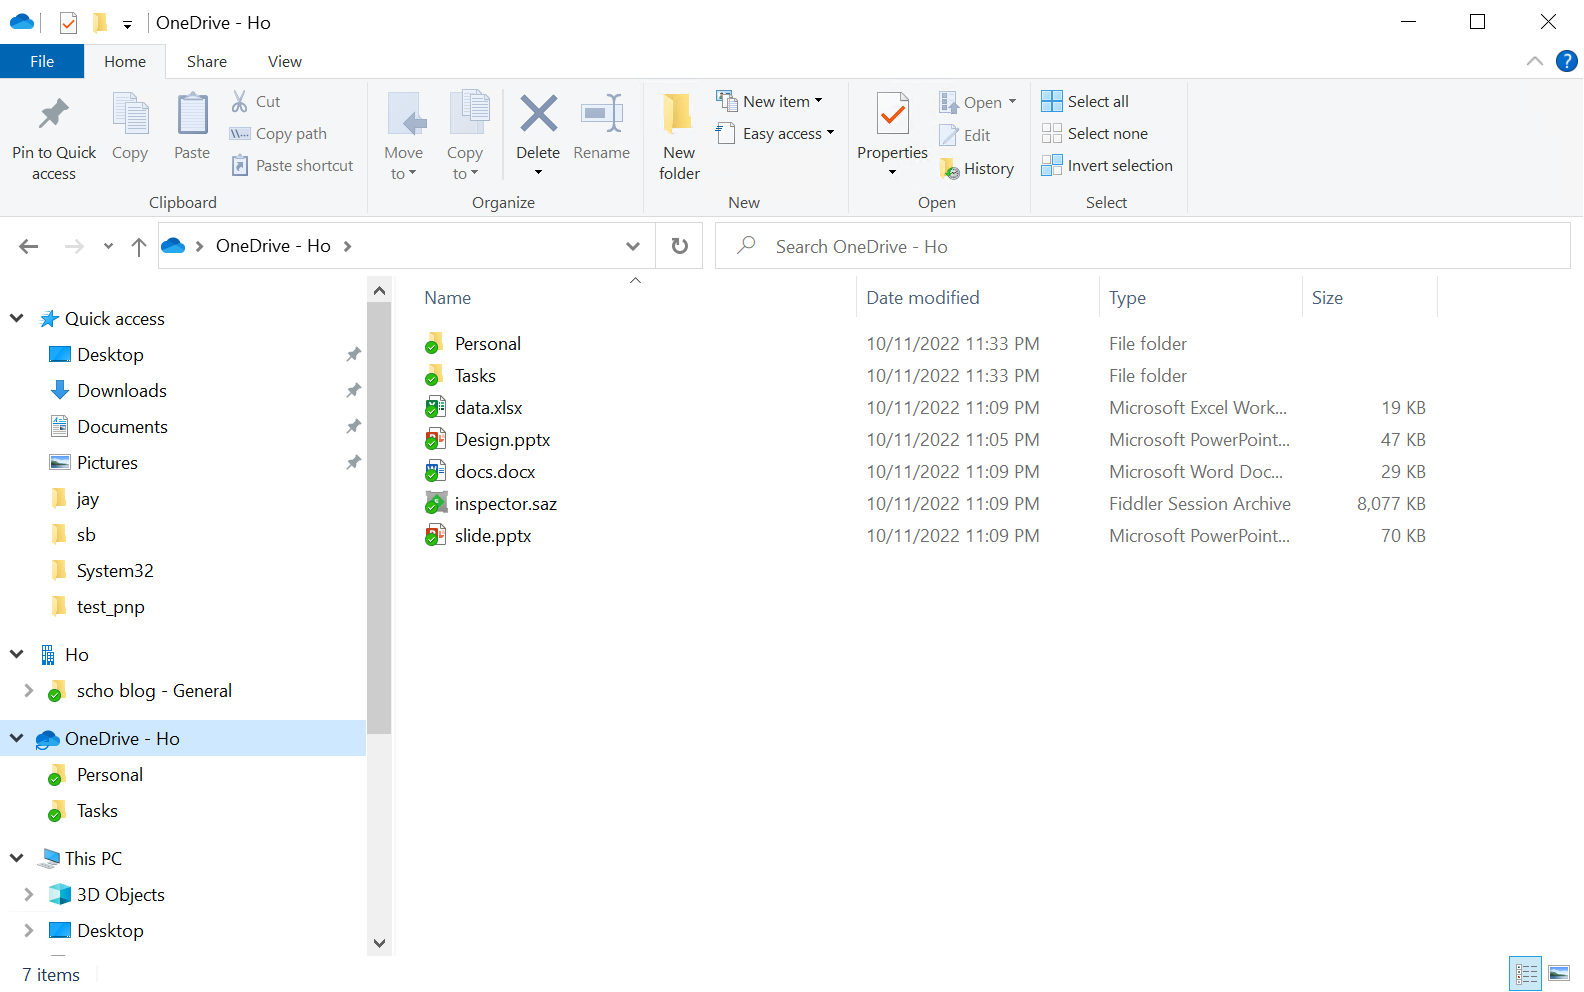 OneDrive - Ho
File Home Share View
?
Pin to Quick access
Copy
Paste
Cut
Copy path
Paste shortcut
Clipboard
Move to
Copy to
Delete
Rename
Organize
New folder
New item
Easy access
New
Properties
Open
Edit
History
Open
Select all
Select none
Invert selection
Select
OneDrive - Ho
Search OneDrive - Ho
Quick access
Desktop
Downloads
Documents
Pictures
jay
sb
System32
test_pnp
Ho
scho blog - General
OneDrive - Ho
Personal
Tasks
This PC
3D Objects
Desktop
Name Date modified Type Size
Personal 10/11/2022 11:33 PM File folder
Tasks 10/11/2022 11:33 PM File folder
data.xlsx 10/11/2022 11:09 PM Microsoft Excel Work... 19 KB
Design.pptx 10/11/2022 11:05 PM Microsoft PowerPoint... 47 KB
docs.docx 10/11/2022 11:09 PM Microsoft Word Doc... 29 KB
inspector.saz 10/11/2022 11:09 PM Fiddler Session Archive 8,077 KB
slide.pptx 10/11/2022 11:09 PM Microsoft PowerPoint... 70 KB
7 items